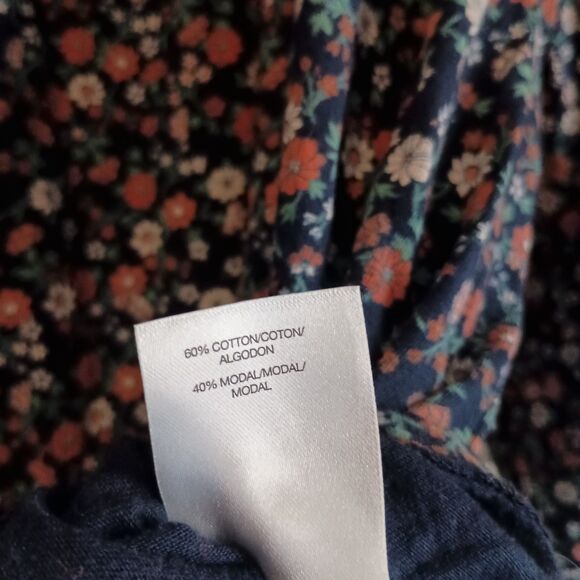 60% COTTON/COTON/
ALGODON
40% MODAL/MODAL/
MODAL